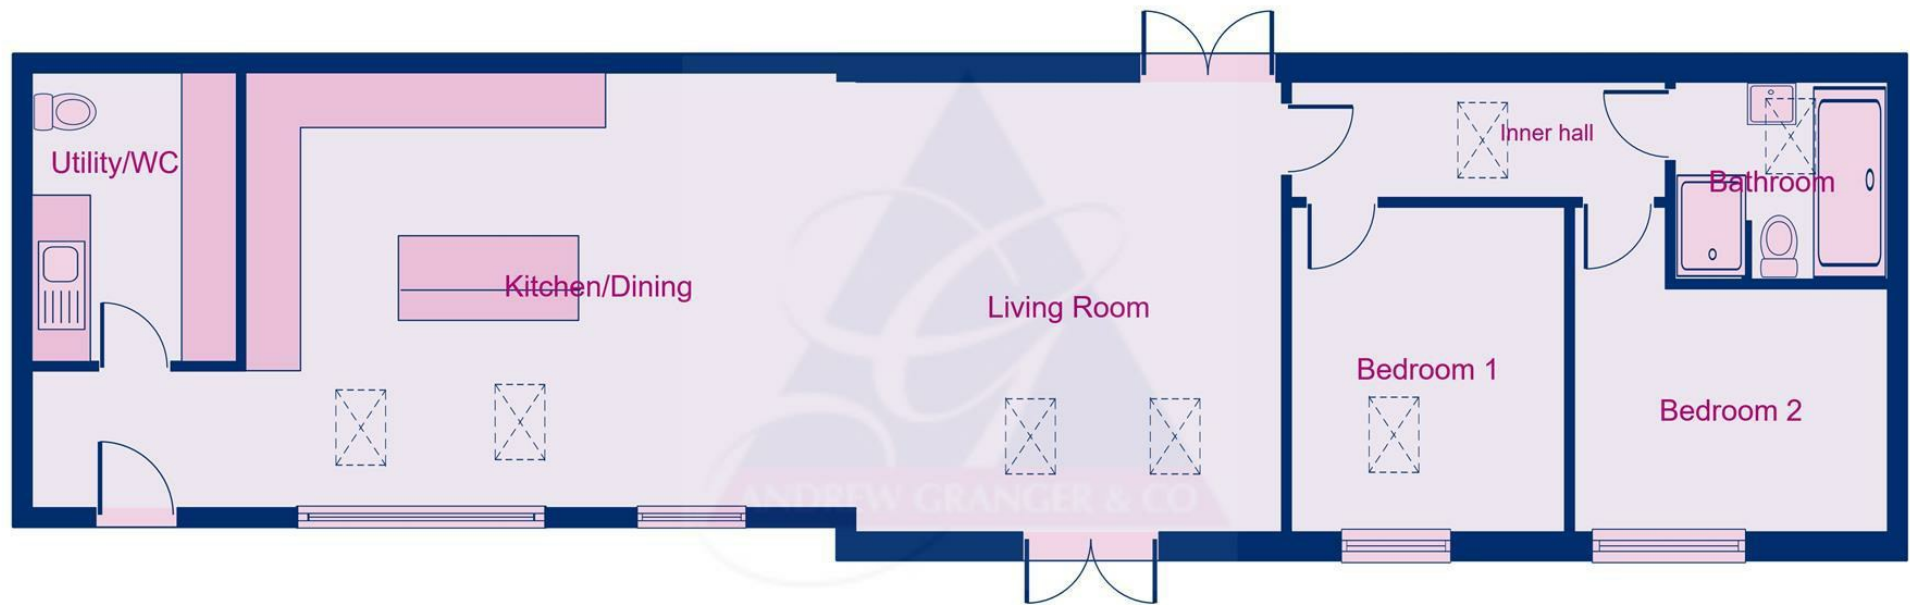 Utility/WC
Kitchen/Dining
Living Room
Inner hall
Bathroom
Bedroom 1
Bedroom 2
ANDREW GRANGER & CO